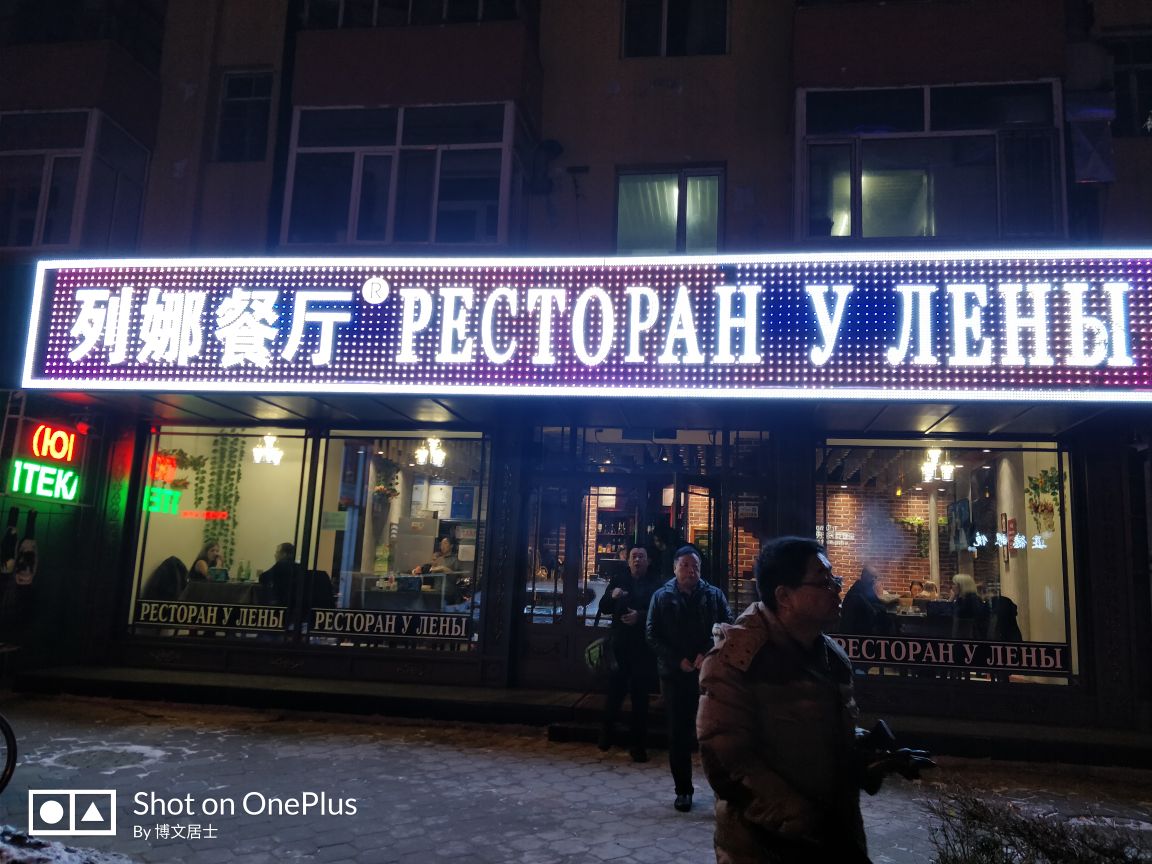 列娜餐厅® РЕСТОРАН У ЛЕНЫ
РЕСТОРАН У ЛЕНЫ
РЕСТОРАН У ЛЕНЫ
РЕСТОРАН У ЛЕНЫ
Shot on OnePlus
By 博文居士